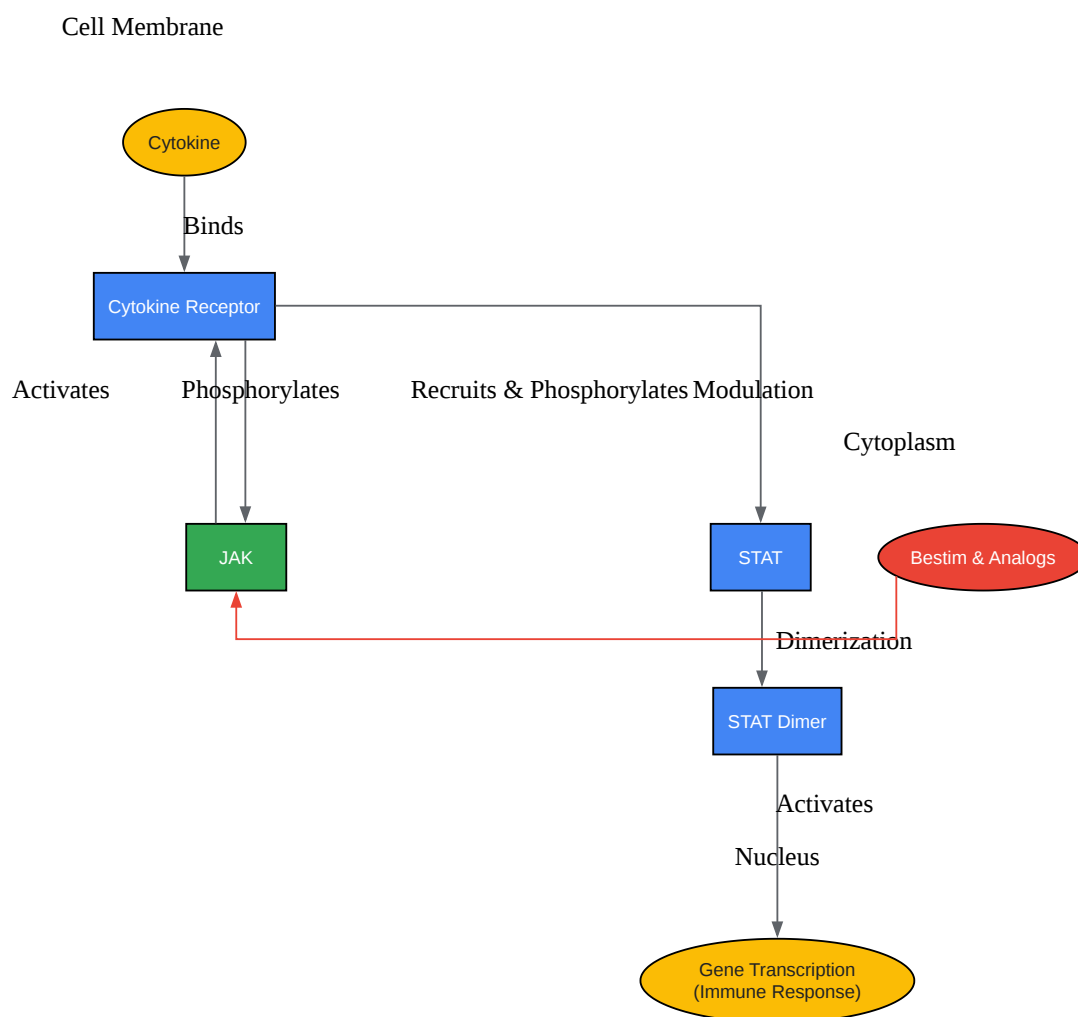 Cell Membrane
Cytokine
Binds
Cytokine Receptor
Activates
Phosphorylates
Recruits & Phosphorylates
Modulation
Cytoplasm
JAK
STAT
Bestim & Analogs
Dimerization
STAT Dimer
Activates
Nucleus
Gene Transcription
(Immune Response)